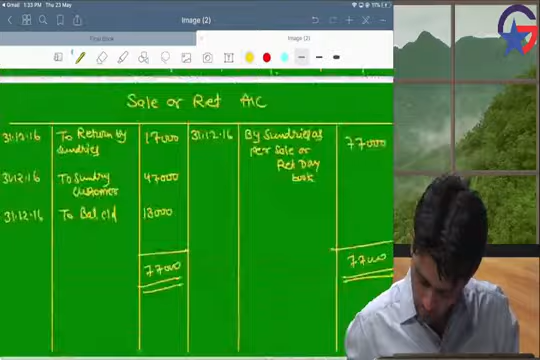 Gmail 1:33 PM Thu 23 May
11%
Image (2)
Final Book
Image (2)
Sale or Ret A/C
31.12.16 To Return by Sundries 17000
31.12.16 By Sundries as per Sale or Ret Day book 77000
31.12.16 To Sundry Customer 47000
31.12.16 To Bal c/d 13000
77000
77000
G